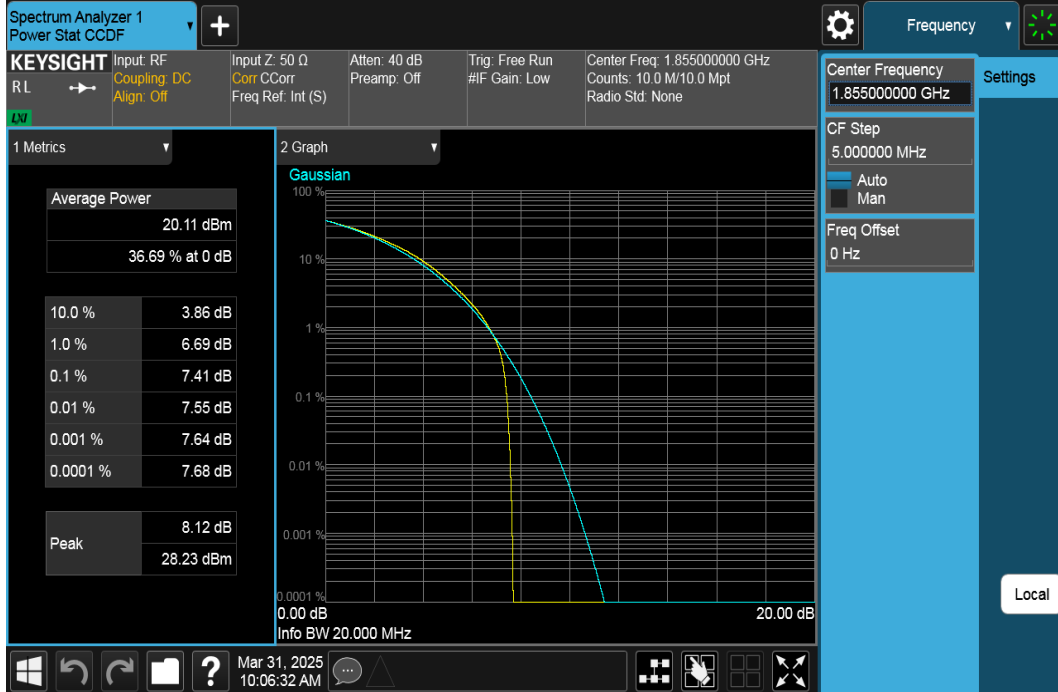 Spectrum Analyzer 1
Power Stat CCDF
Frequency
KEYSIGHT
RL
LXI
Input: RF
Coupling: DC
Align: Off
Input Z: 50 Ω
Corr CCorr
Freq Ref: Int (S)
Atten: 40 dB
Preamp: Off
Trig: Free Run
#IF Gain: Low
Center Freq: 1.855000000 GHz
Counts: 10.0 M/10.0 Mpt
Radio Std: None
Center Frequency
1.855000000 GHz
Settings
CF Step
5.000000 MHz
Auto
Man
Freq Offset
0 Hz
Local
1 Metrics
Average Power
20.11 dBm
36.69 % at 0 dB
10.0 % 3.86 dB
1.0 % 6.69 dB
0.1 % 7.41 dB
0.01 % 7.55 dB
0.001 % 7.64 dB
0.0001 % 7.68 dB
Peak
8.12 dB
28.23 dBm
2 Graph
Gaussian
100 %
10 %
1 %
0.1 %
0.01 %
0.001 %
0.0001 %
0.00 dB 20.00 dB
Info BW 20.000 MHz
?
Mar 31, 2025
10:06:32 AM